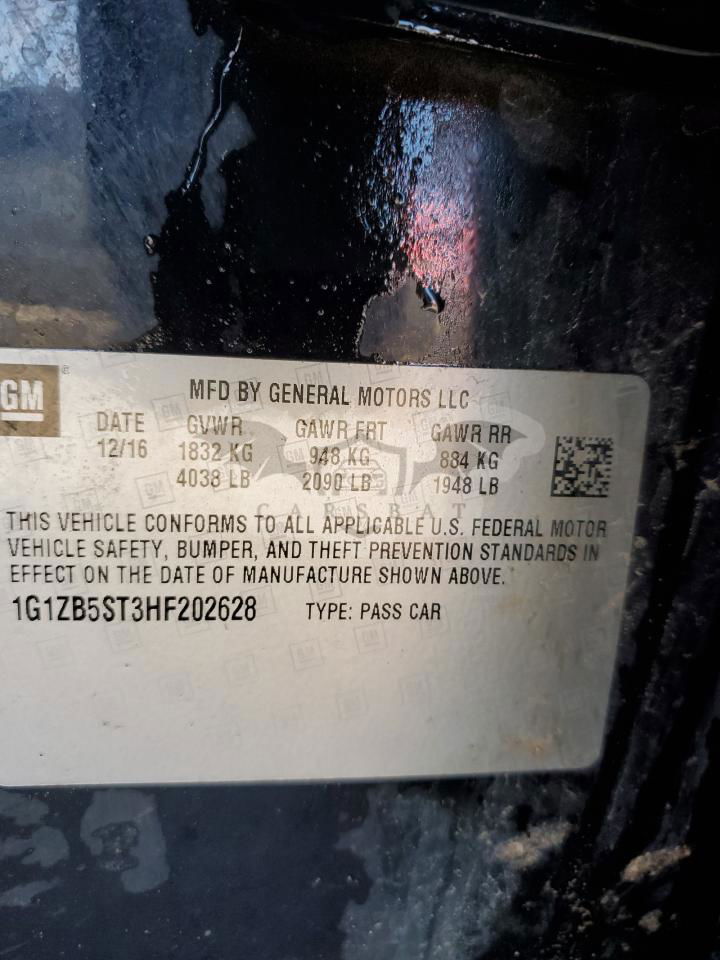 GM
MFD BY GENERAL MOTORS LLC
DATE GVWR GAWR FRT GAWR RR
12/16 1832 KG 948 KG 884 KG
4038 LB 2090 LB 1948 LB
CARSBAT
THIS VEHICLE CONFORMS TO ALL APPLICABLE U.S. FEDERAL MOTOR
VEHICLE SAFETY, BUMPER, AND THEFT PREVENTION STANDARDS IN
EFFECT ON THE DATE OF MANUFACTURE SHOWN ABOVE.
1G1ZB5ST3HF202628 TYPE: PASS CAR